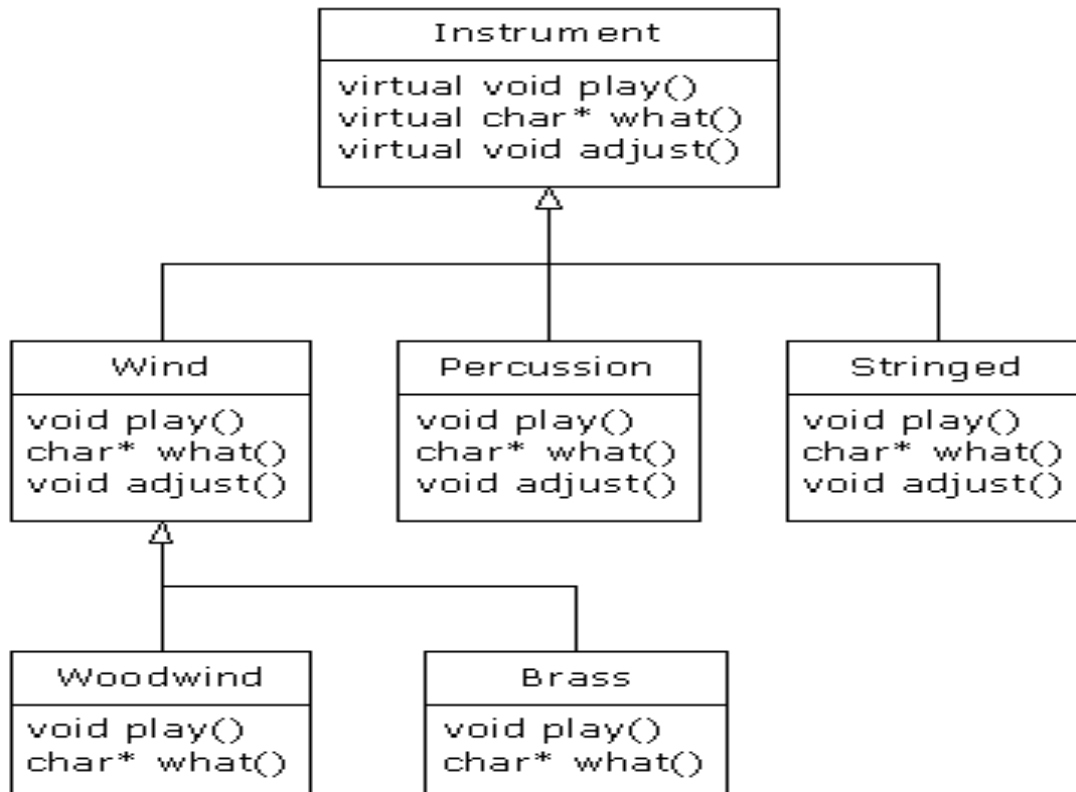 Instrument
virtual void play()
virtual char* what()
virtual void adjust()
Wind
void play()
char* what()
void adjust()
Percussion
void play()
char* what()
void adjust()
Stringed
void play()
char* what()
void adjust()
Woodwind
void play()
char* what()
Brass
void play()
char* what()